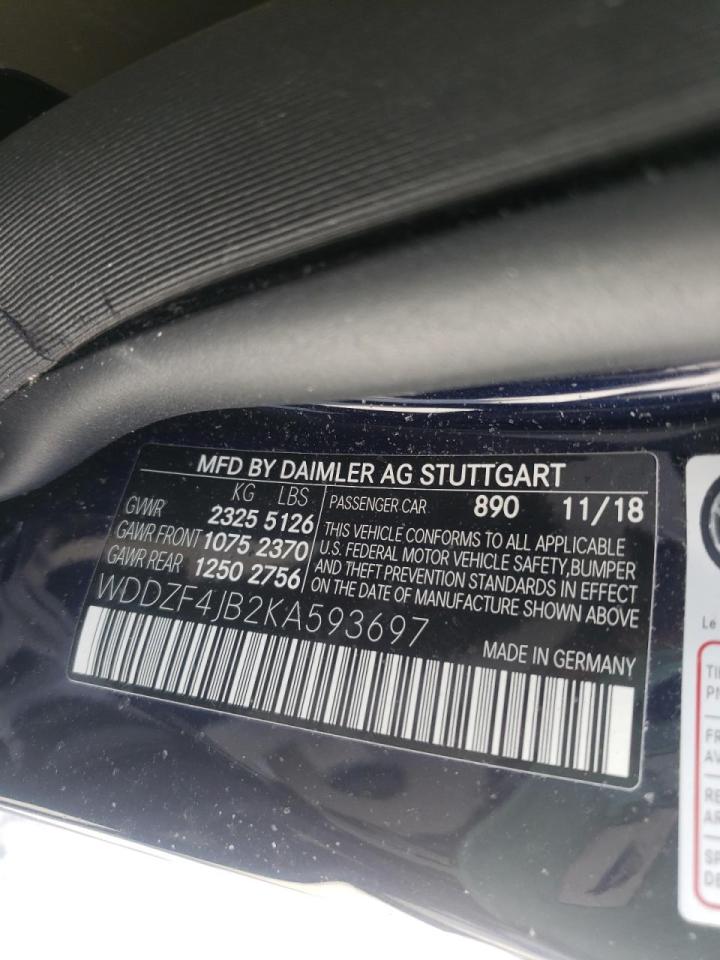 MFD BY DAIMLER AG STUTTGART
KG LBS
GVWR 2325 5126
GAWR FRONT 1075 2370
GAWR REAR 1250 2756
PASSENGER CAR 890 11/18
THIS VEHICLE CONFORMS TO ALL APPLICABLE
U.S. FEDERAL MOTOR VEHICLE SAFETY,BUMPER
AND THEFT PREVENTION STANDARDS IN EFFECT
ON THE DATE OF MANUFACTURE SHOWN ABOVE
WDDZF4JB2KA593697
MADE IN GERMANY
Le